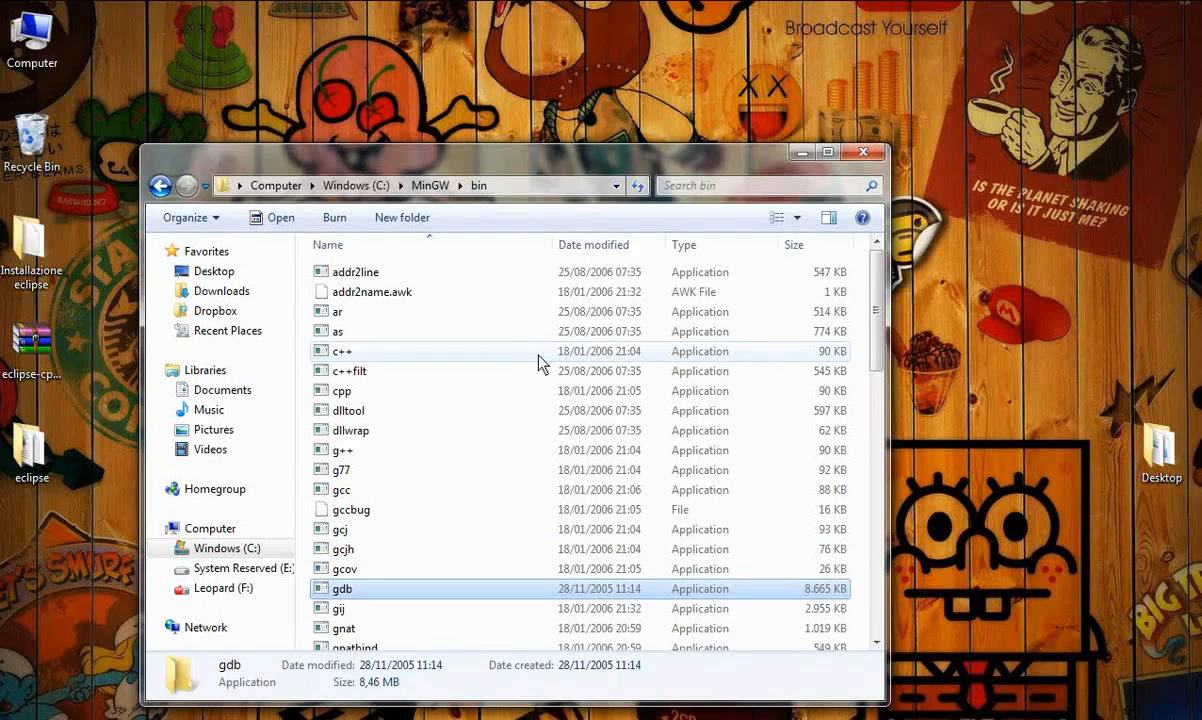 Broadcast Yourself
IS THE PLANET SHAKING
OR IS IT JUST ME?
Computer
Recycle Bin
Installazione
eclipse
eclipse-cp...
eclipse
Desktop
Computer Windows (C:) MinGW bin
Search bin
Organize Open Burn New folder
Favorites
Desktop
Downloads
Dropbox
Recent Places
Libraries
Documents
Music
Pictures
Videos
Homegroup
Computer
Windows (C:)
System Reserved (E:)
Leopard (F:)
Network
Name Date modified Type Size
addr2line 25/08/2006 07:35 Application 547 KB
addr2name.awk 18/01/2006 21:32 AWK File 1 KB
ar 25/08/2006 07:35 Application 514 KB
as 25/08/2006 07:35 Application 774 KB
c++ 18/01/2006 21:04 Application 90 KB
c++filt 25/08/2006 07:35 Application 545 KB
cpp 18/01/2006 21:05 Application 90 KB
dlltool 25/08/2006 07:35 Application 597 KB
dllwrap 25/08/2006 07:35 Application 62 KB
g++ 18/01/2006 21:04 Application 90 KB
g77 18/01/2006 21:04 Application 92 KB
gcc 18/01/2006 21:06 Application 88 KB
gccbug 18/01/2006 21:05 File 16 KB
gcj 18/01/2006 21:04 Application 93 KB
gcjh 18/01/2006 21:04 Application 76 KB
gcov 18/01/2006 21:05 Application 26 KB
gdb 28/11/2005 11:14 Application 8.665 KB
gij 18/01/2006 21:32 Application 2.955 KB
gnat 18/01/2006 20:59 Application 1.019 KB
gnatbind 18/01/2006 20:59 Application 549 KB
gdb Date modified: 28/11/2005 11:14 Date created: 28/11/2005 11:14
Application Size: 8,46 MB